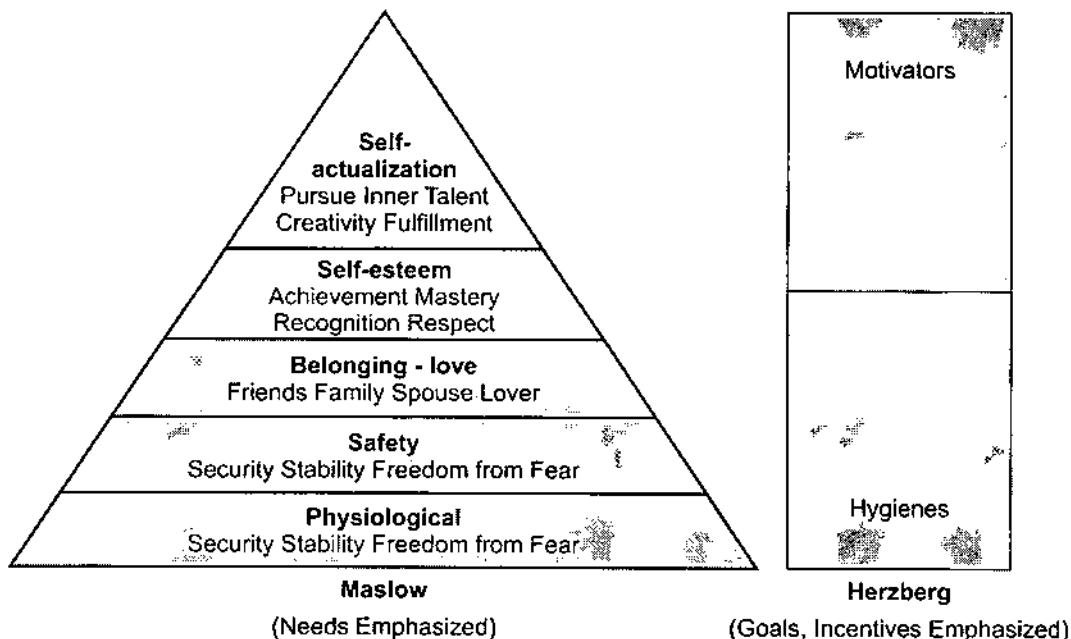 Self-
actualization
Pursue Inner Talent
Creativity Fulfillment
Self-esteem
Achievement Mastery
Recognition Respect
Belonging - love
Friends Family Spouse Lover
Safety
Security Stability Freedom from Fear
Physiological
Security Stability Freedom from Fear
Maslow
(Needs Emphasized)
Motivators
Hygienes
Herzberg
(Goals, Incentives Emphasized)